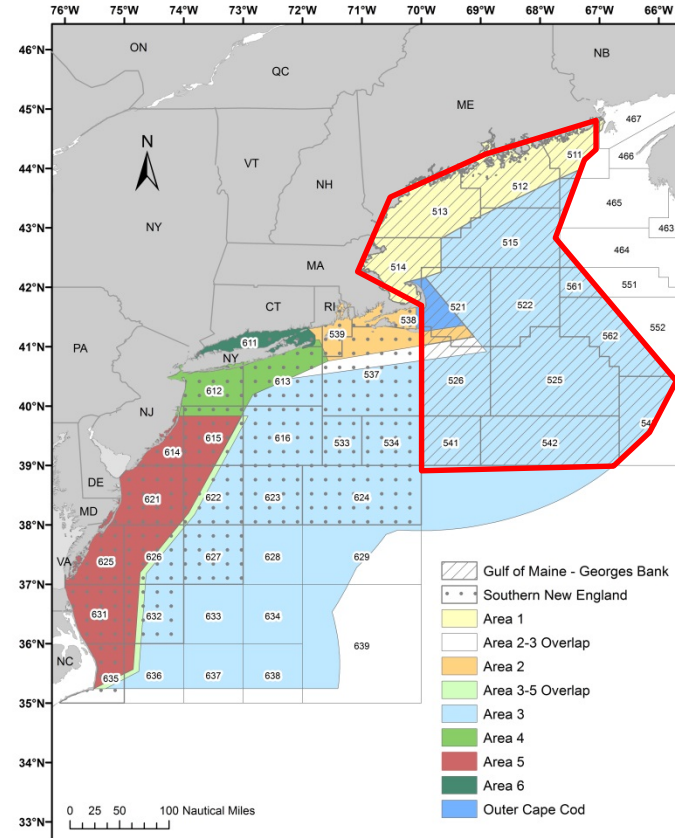 76°W 75°W 74°W 73°W 72°W 71°W 70°W 69°W 68°W 67°W 66°W
46°N
ON
QC
NB
45°N
ME
467
N
511
466
44°N
VT
512
NH
513
465
43°N
NY
515
463
464
MA
514
42°N
561
551
CT
RI
521
522
538
552
539
562
611
41°N
PA
NY
537
613
526
525
612
40°N
NJ
615
616
533
534
541
542
614
39°N
DE
MD
621
622
623
624
38°N
VA
625
626
627
628
629
37°N
631
632
633
634
36°N
NC
639
635
636
637
638
35°N
34°N
33°N
Gulf of Maine - Georges Bank
Southern New England
Area 1
Area 2-3 Overlap
Area 2
Area 3-5 Overlap
Area 3
Area 4
Area 5
Area 6
Outer Cape Cod
0 25 50 100 Nautical Miles